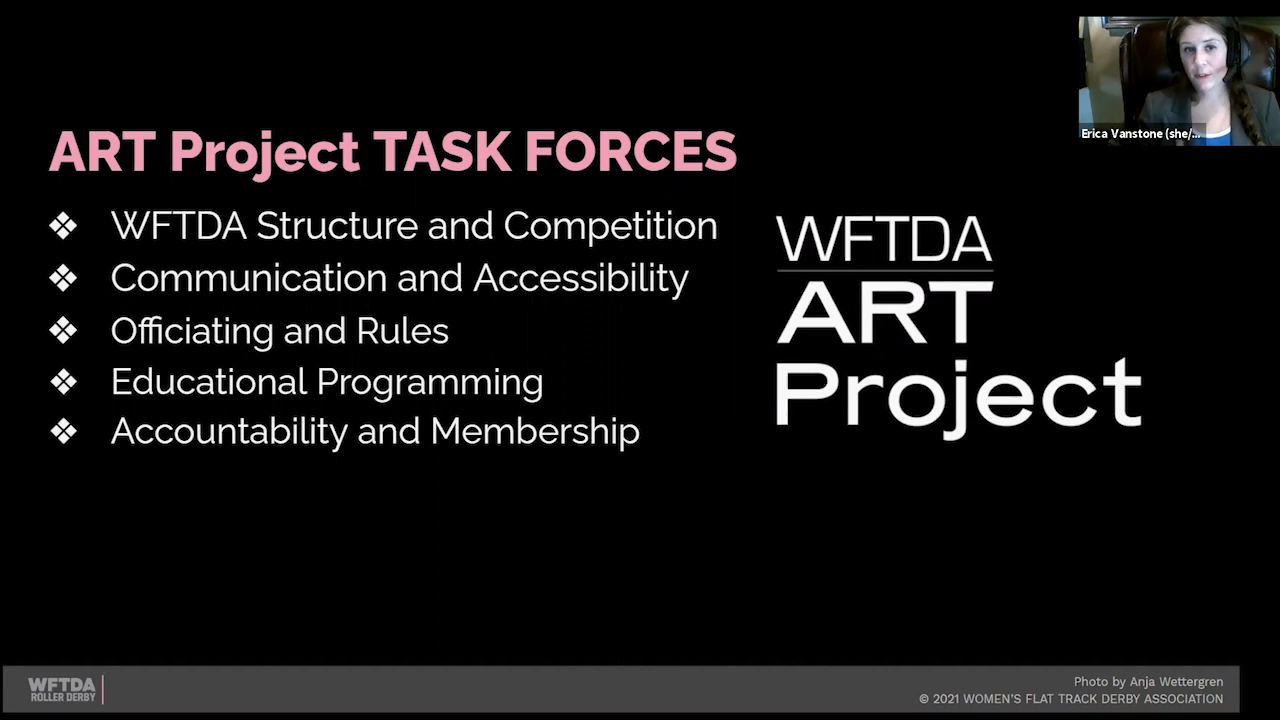 Erica Vanstone (she/...
ART Project TASK FORCES
❖ WFTDA Structure and Competition
❖ Communication and Accessibility
❖ Officiating and Rules
❖ Educational Programming
❖ Accountability and Membership
WFTDA
ART
Project
WFTDA
ROLLER DERBY
Photo by Anja Wettergren
© 2021 WOMEN'S FLAT TRACK DERBY ASSOCIATION